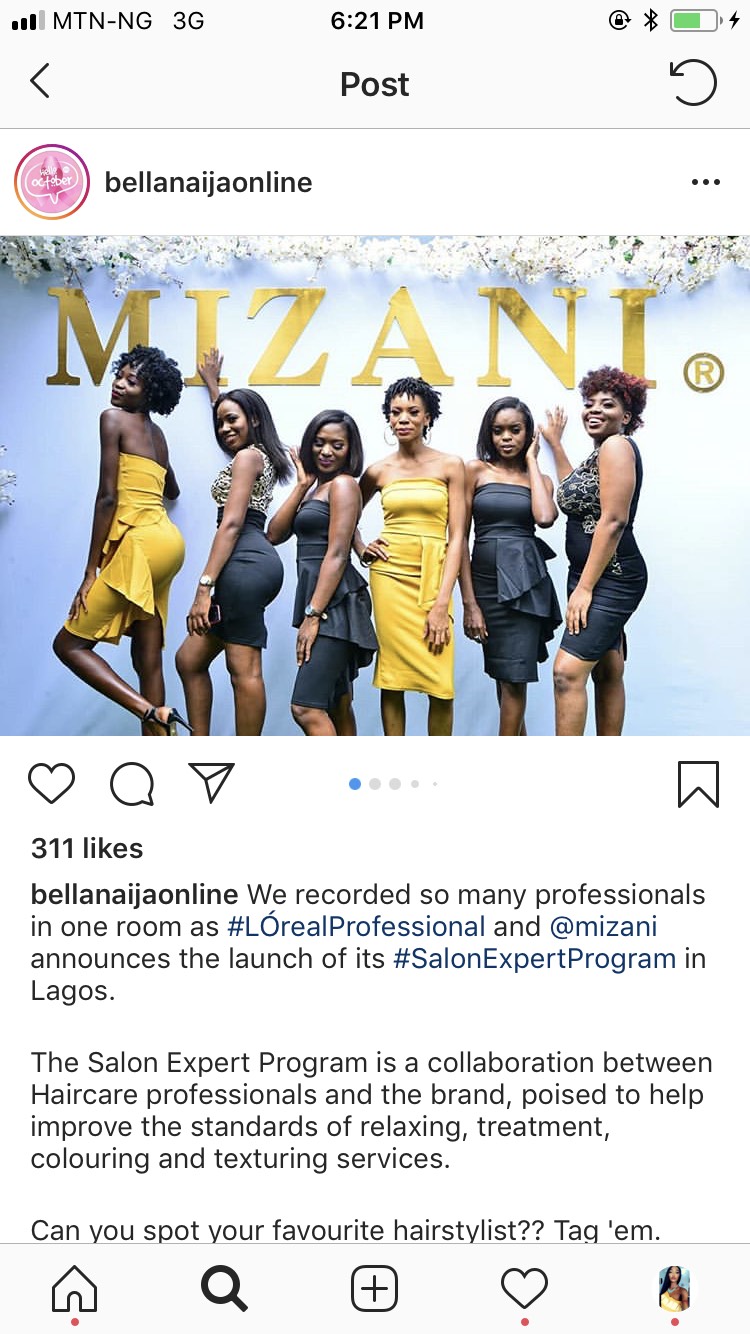 MTN-NG 3G 6:21 PM
Post
hello
october
bellanaijaonline
MIZANI®
311 likes
bellanaijaonline We recorded so many professionals
in one room as #LÓrealProfessional and @mizani
announces the launch of its #SalonExpertProgram in
Lagos.
The Salon Expert Program is a collaboration between
Haircare professionals and the brand, poised to help
improve the standards of relaxing, treatment,
colouring and texturing services.
Can you spot your favourite hairstylist?? Tag 'em.